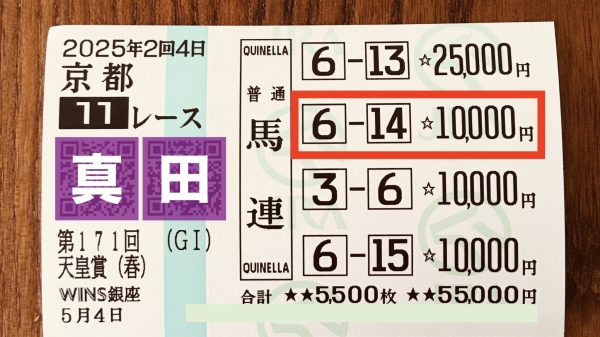 2025年2回4日
京都
11レース
真田
第171回 (GI)
天皇賞(春)
WINS銀座
5月4日
QUINELLA
普通
馬連
QUINELLA
6-13 ☆25,000円
6-14 ☆10,000円
3-6 ☆10,000円
6-15 ☆10,000円
合計 ★★5,500枚 ★★55,000円